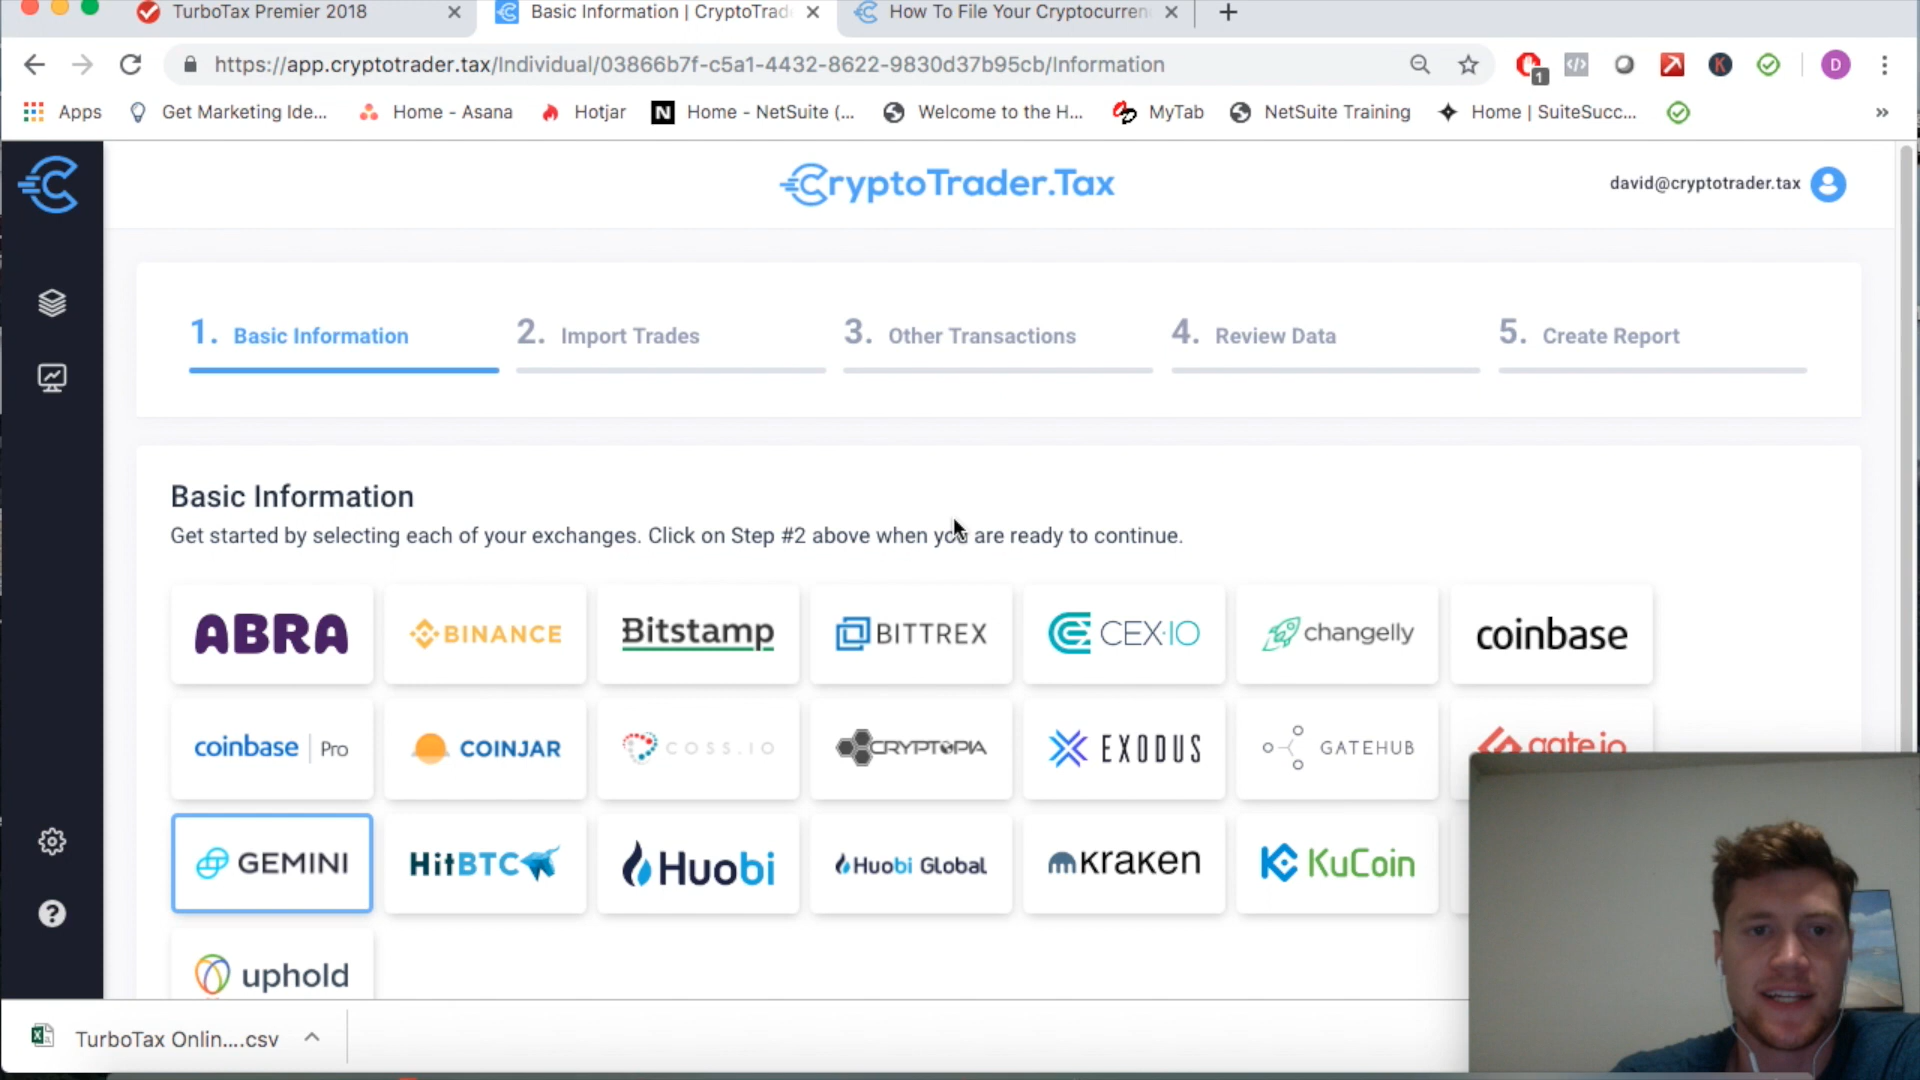 TurboTax Premier 2018
Basic Information | CryptoTrad
How To File Your Cryptocurren
https://app.cryptotrader.tax/Individual/03866b7f-c5a1-4432-8622-9830d37b95cb/Information
1
K
D
Apps
Get Marketing Ide...
Home - Asana
Hotjar
N
Home - NetSuite (...
Welcome to the H...
MyTab
NetSuite Training
Home | SuiteSucc...
»
CryptoTrader.Tax
david@cryptotrader.tax
1. Basic Information
2. Import Trades
3. Other Transactions
4. Review Data
5. Create Report
Basic Information
Get started by selecting each of your exchanges. Click on Step #2 above when you are ready to continue.
ABRA
BINANCE
Bitstamp
BITTREX
CEX.IO
changelly
coinbase
coinbase | Pro
COINJAR
COSS.IO
CRYPTOPIA
EXODUS
GATEHUB
gate.io
GEMINI
HitBTC
Huobi
Huobi Global
kraken
KuCoin
uphold
TurboTax Onlin....csv